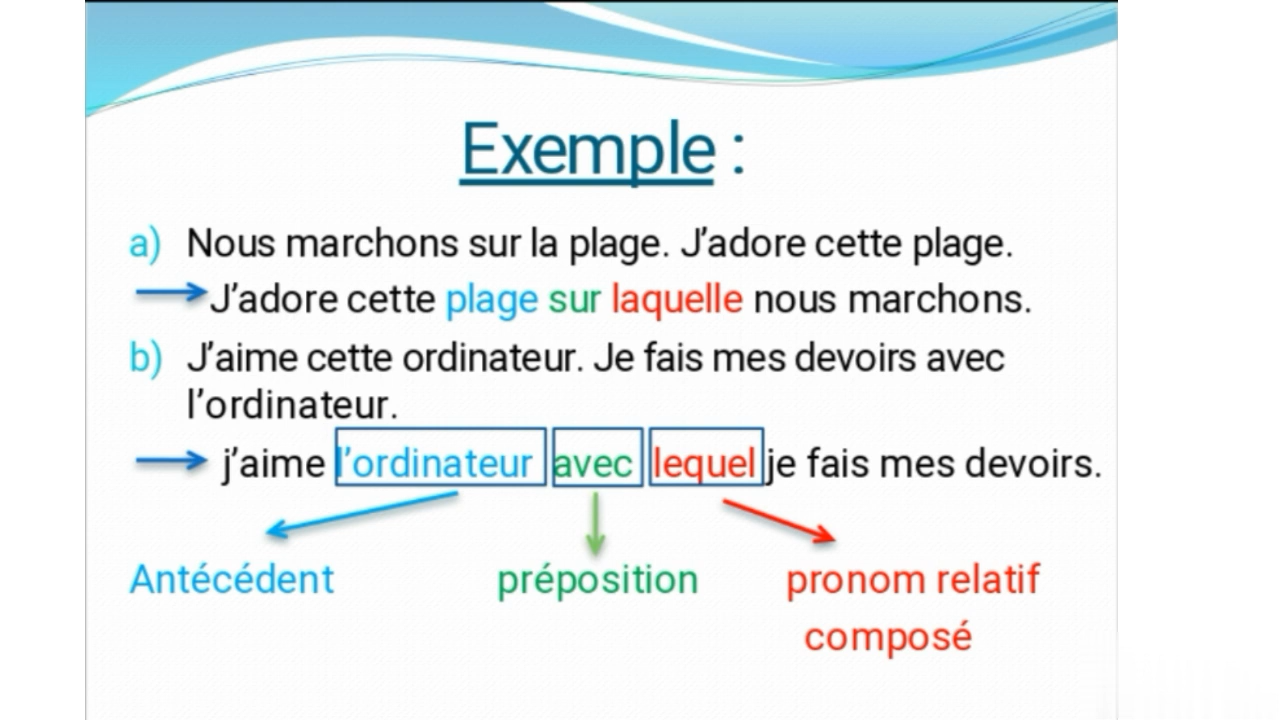 Exemple :
a) Nous marchons sur la plage. J'adore cette plage.
J'adore cette plage sur laquelle nous marchons.
b) J'aime cette ordinateur. Je fais mes devoirs avec
l'ordinateur.
j'aime l'ordinateur avec lequel je fais mes devoirs.
Antécédent préposition pronom relatif
composé